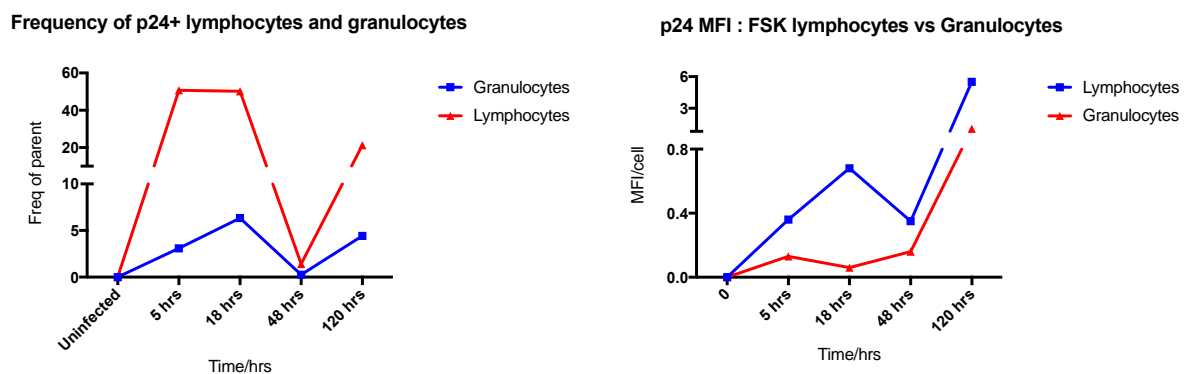 Frequency of p24+ lymphocytes and granulocytes
Freq of parent
60
40
20
10
5
0
Uninfected
5 hrs
18 hrs
48 hrs
120 hrs
Time/hrs
Granulocytes
Lymphocytes
p24 MFI : FSK lymphocytes vs Granulocytes
MFI/cell
6
3
0.8
0.4
0.0
0
5 hrs
18 hrs
48 hrs
120 hrs
Time/hrs
Lymphocytes
Granulocytes